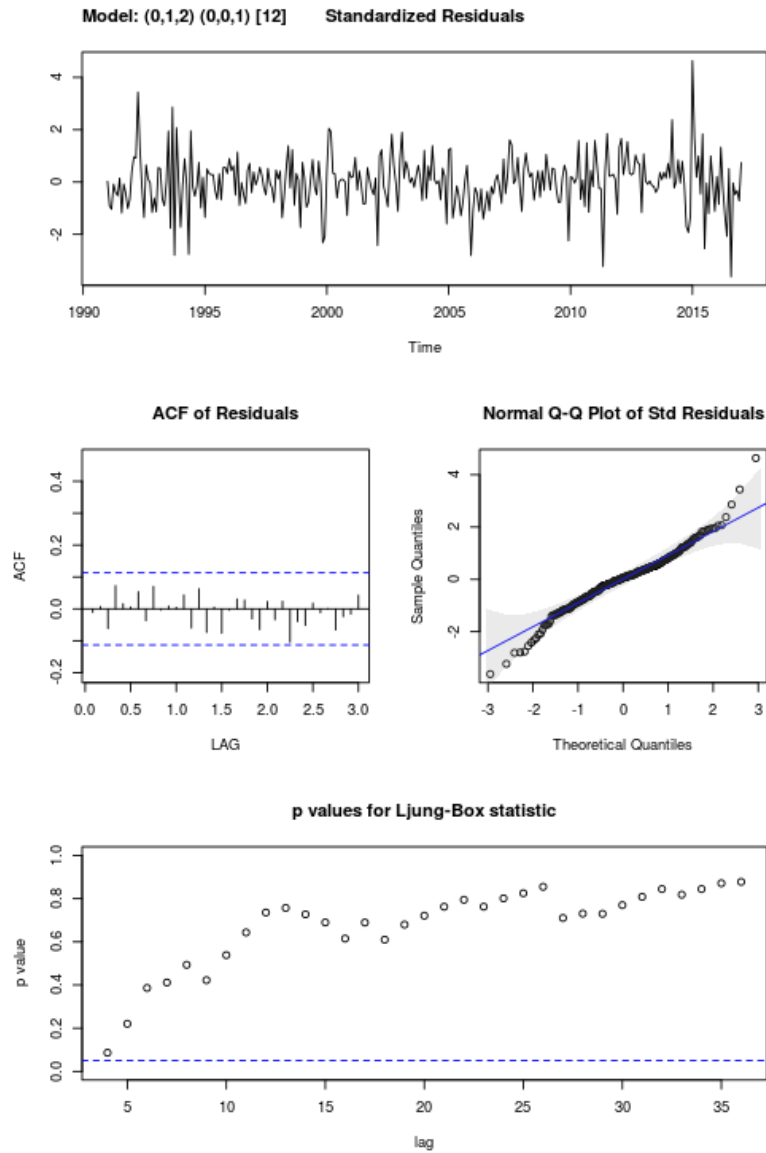 Model: (0,1,2) (0,0,1) [12] Standardized Residuals
4
2
0
-2
1990 1995 2000 2005 2010 2015
Time
ACF of Residuals
ACF
0.4
0.2
0.0
-0.2
0.0 0.5 1.0 1.5 2.0 2.5 3.0
LAG
Normal Q-Q Plot of Std Residuals
Sample Quantiles
4
2
0
-2
-3 -2 -1 0 1 2 3
Theoretical Quantiles
p values for Ljung-Box statistic
p value
1.0
0.8
0.6
0.4
0.2
0.0
5 10 15 20 25 30 35
lag